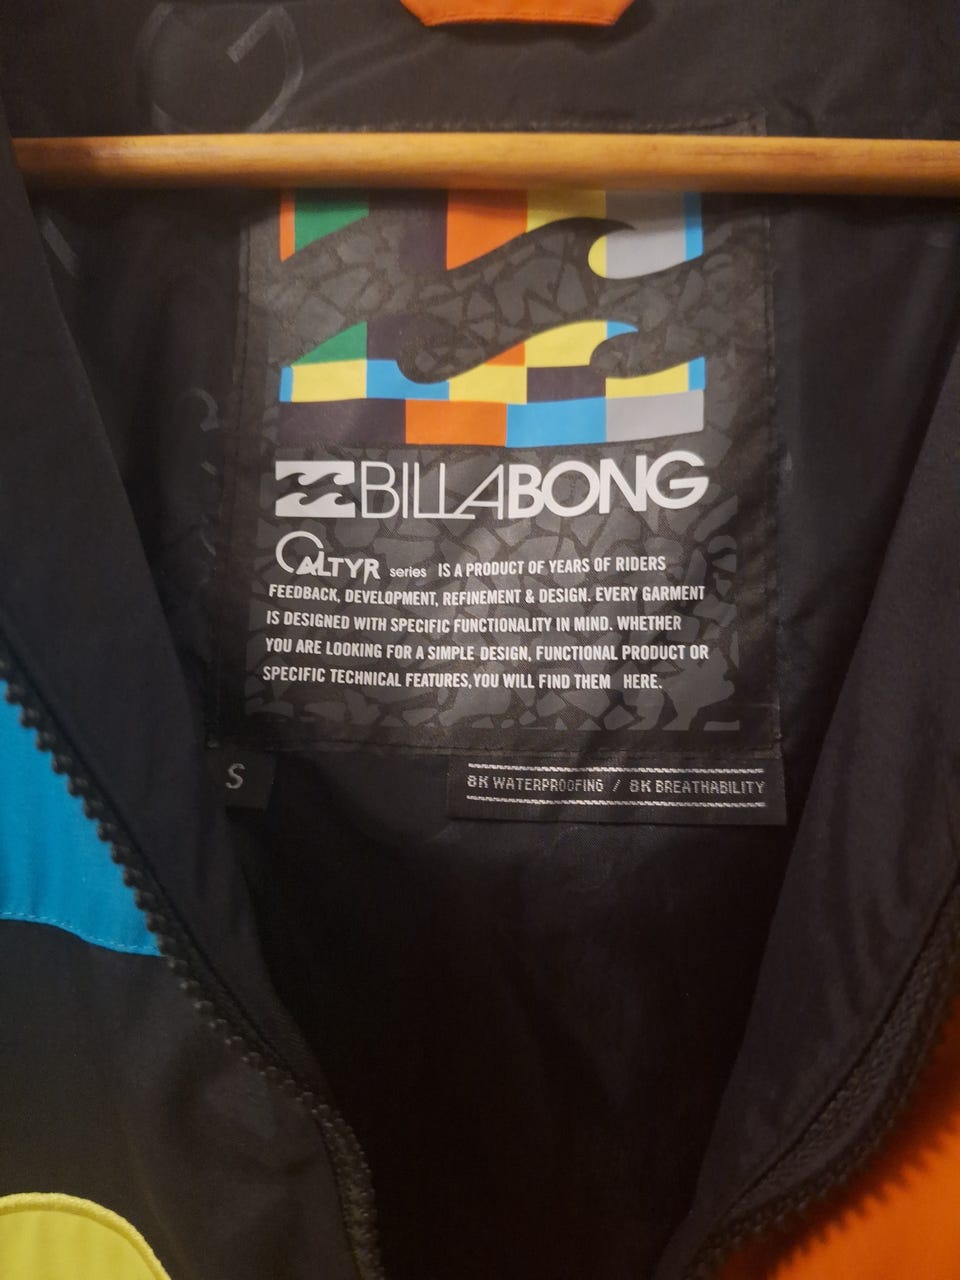 BILLABONG
ALTYR series IS A PRODUCT OF YEARS OF RIDERS
FEEDBACK, DEVELOPMENT, REFINEMENT & DESIGN. EVERY GARMENT
IS DESIGNED WITH SPECIFIC FUNCTIONALITY IN MIND. WHETHER
YOU ARE LOOKING FOR A SIMPLE DESIGN, FUNCTIONAL PRODUCT OR
SPECIFIC TECHNICAL FEATURES, YOU WILL FIND THEM HERE.
S
8K WATERPROOFING / 8K BREATHABILITY